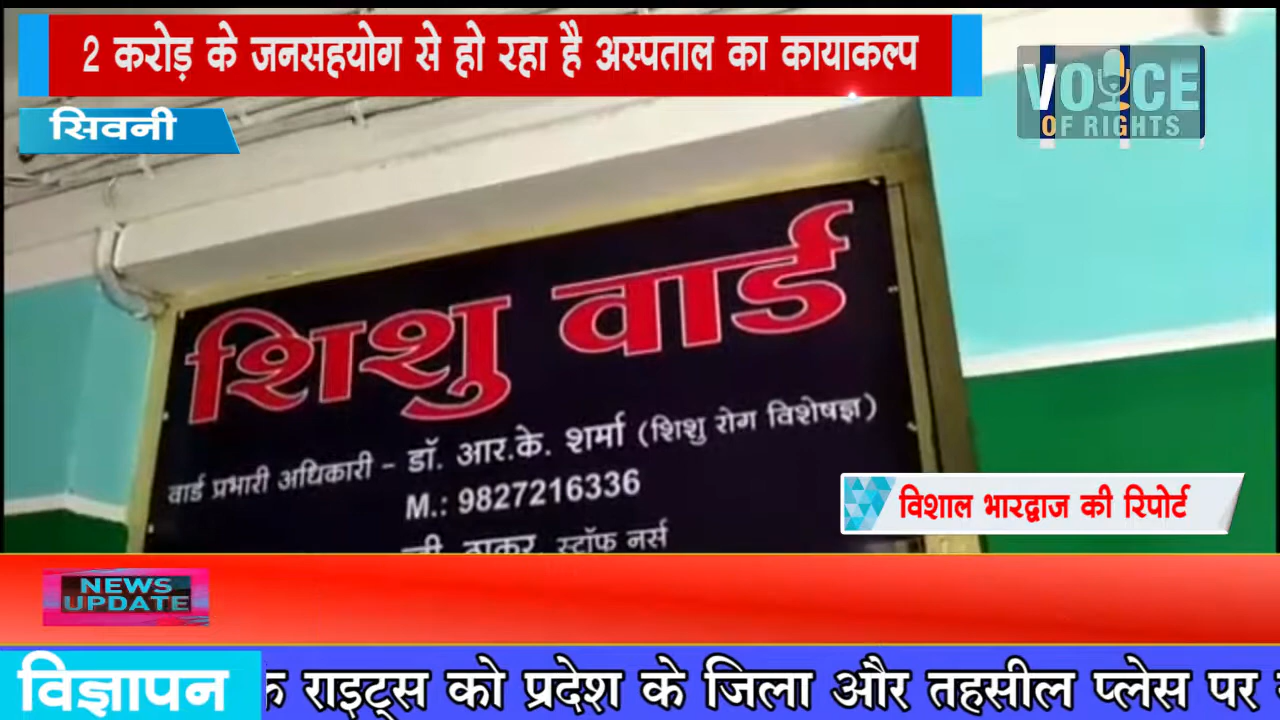 2 करोड़ के जनसहयोग से हो रहा है अस्पताल का कायाकल्प
सिवनी
VOICE
OF RIGHTS
शिशु वार्ड
वार्ड प्रभारी अधिकारी - डॉ. आर.के. शर्मा (शिशु रोग विशेषज्ञ)
M.: 9827216336
ठाकुर, स्टॉफ नर्स
विशाल भारद्वाज की रिपोर्ट
NEWS
UPDATE
विज्ञापन
राइट्स को प्रदेश के जिला और तहसील प्लेस पर